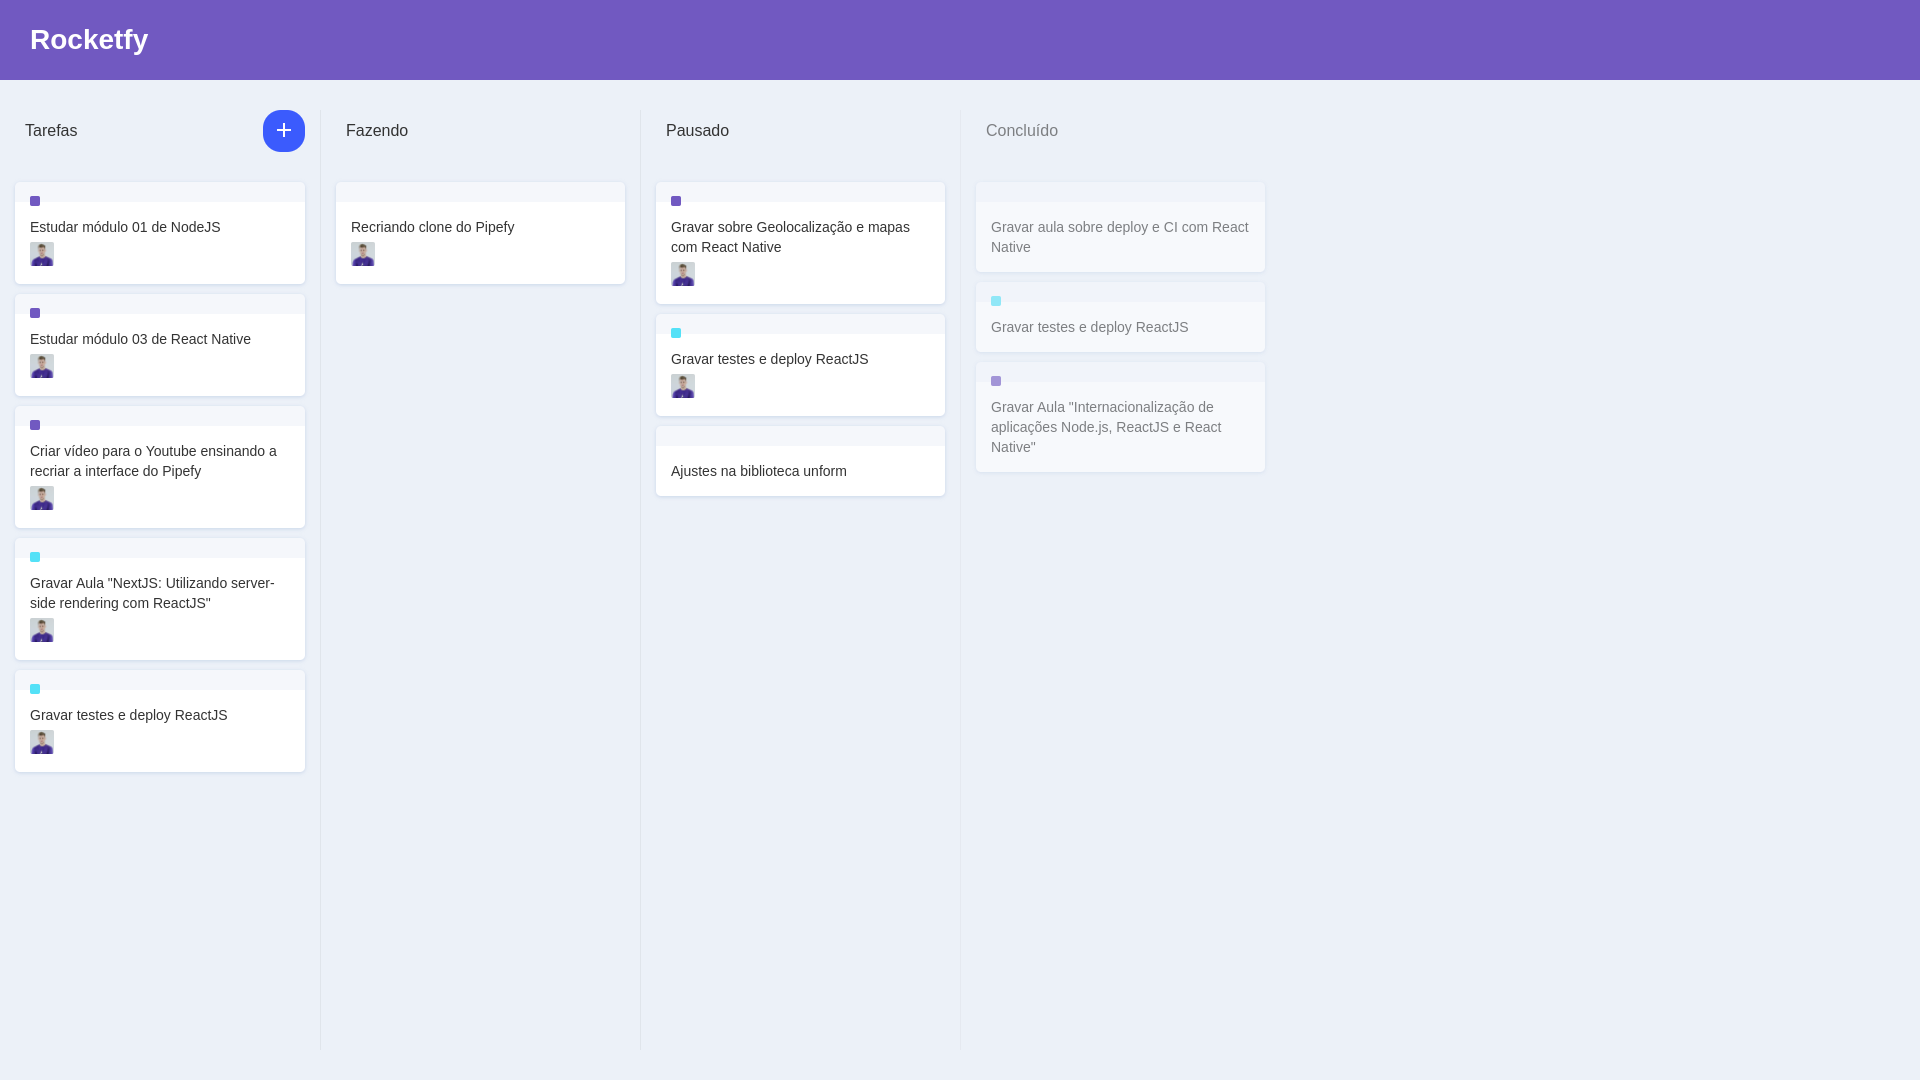 Rocketfy
Tarefas
Estudar módulo 01 de NodeJS
Estudar módulo 03 de React Native
Criar vídeo para o Youtube ensinando a
recriar a interface do Pipefy
Gravar Aula "NextJS: Utilizando server-
side rendering com ReactJS"
Gravar testes e deploy ReactJS
Fazendo
Recriando clone do Pipefy
Pausado
Gravar sobre Geolocalização e mapas
com React Native
Gravar testes e deploy ReactJS
Ajustes na biblioteca unform
Concluído
Gravar aula sobre deploy e CI com React
Native
Gravar testes e deploy ReactJS
Gravar Aula "Internacionalização de
aplicações Node.js, ReactJS e React
Native"